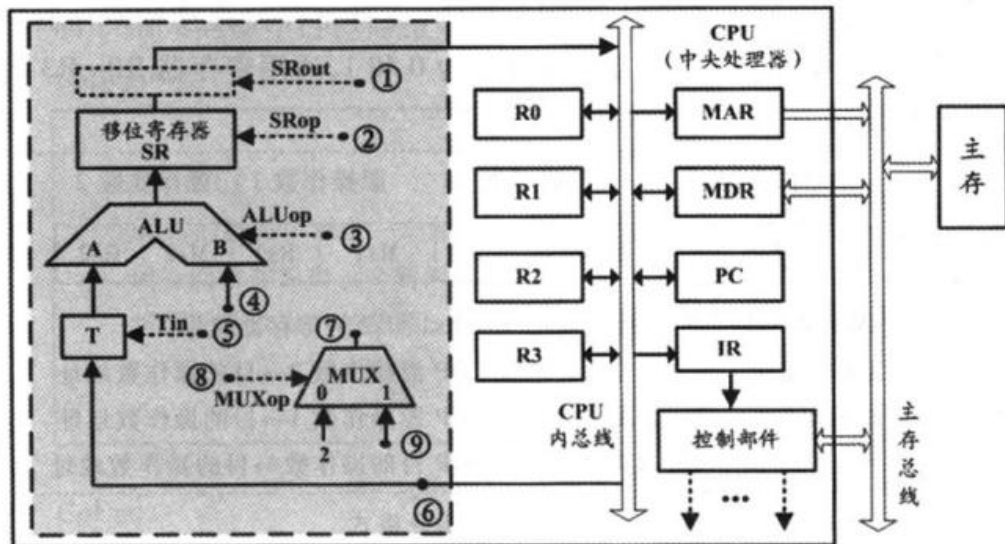 CPU
(中央处理器)
SRout
①
移位寄存器
SR
SRop
②
R0
MAR
主存
ALU
ALUop
③
A
B
④
R1
MDR
T
Tin
⑤
⑦
R2
PC
⑧
MUXop
MUX
0
1
2
⑨
R3
IR
CPU
内总线
控制部件
主存总线
⑥
...